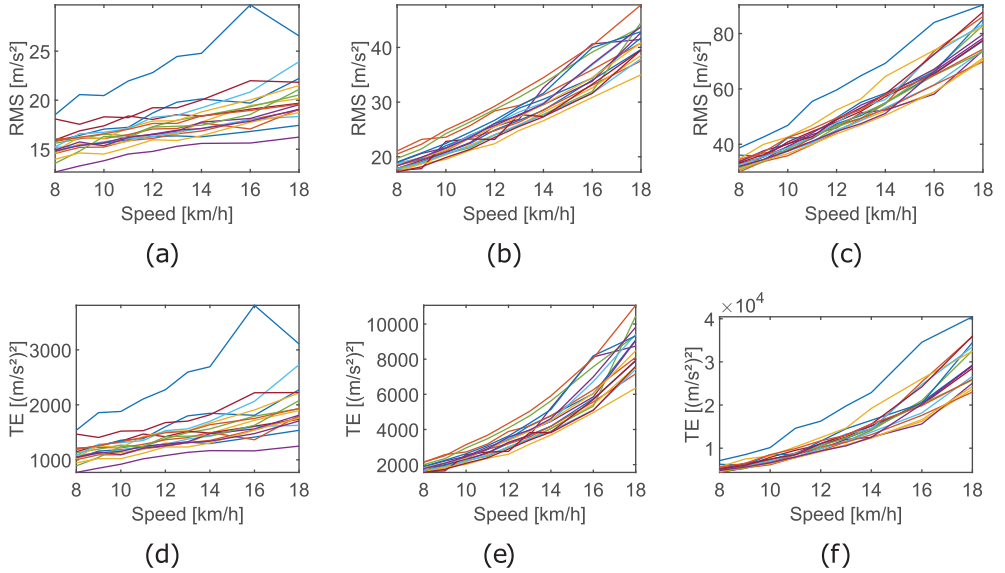 RMS [m/s²]
25
20
15
8 10 12 14 16 18
Speed [km/h]
(a)
RMS [m/s²]
40
30
20
8 10 12 14 16 18
Speed [km/h]
(b)
RMS [m/s²]
80
60
40
8 10 12 14 16 18
Speed [km/h]
(c)
TE [(m/s²)²]
3000
2000
1000
8 10 12 14 16 18
Speed [km/h]
(d)
TE [(m/s²)²]
10000
8000
6000
4000
2000
8 10 12 14 16 18
Speed [km/h]
(e)
×10⁴
TE [(m/s²)²]
4
3
2
1
8 10 12 14 16 18
Speed [km/h]
(f)